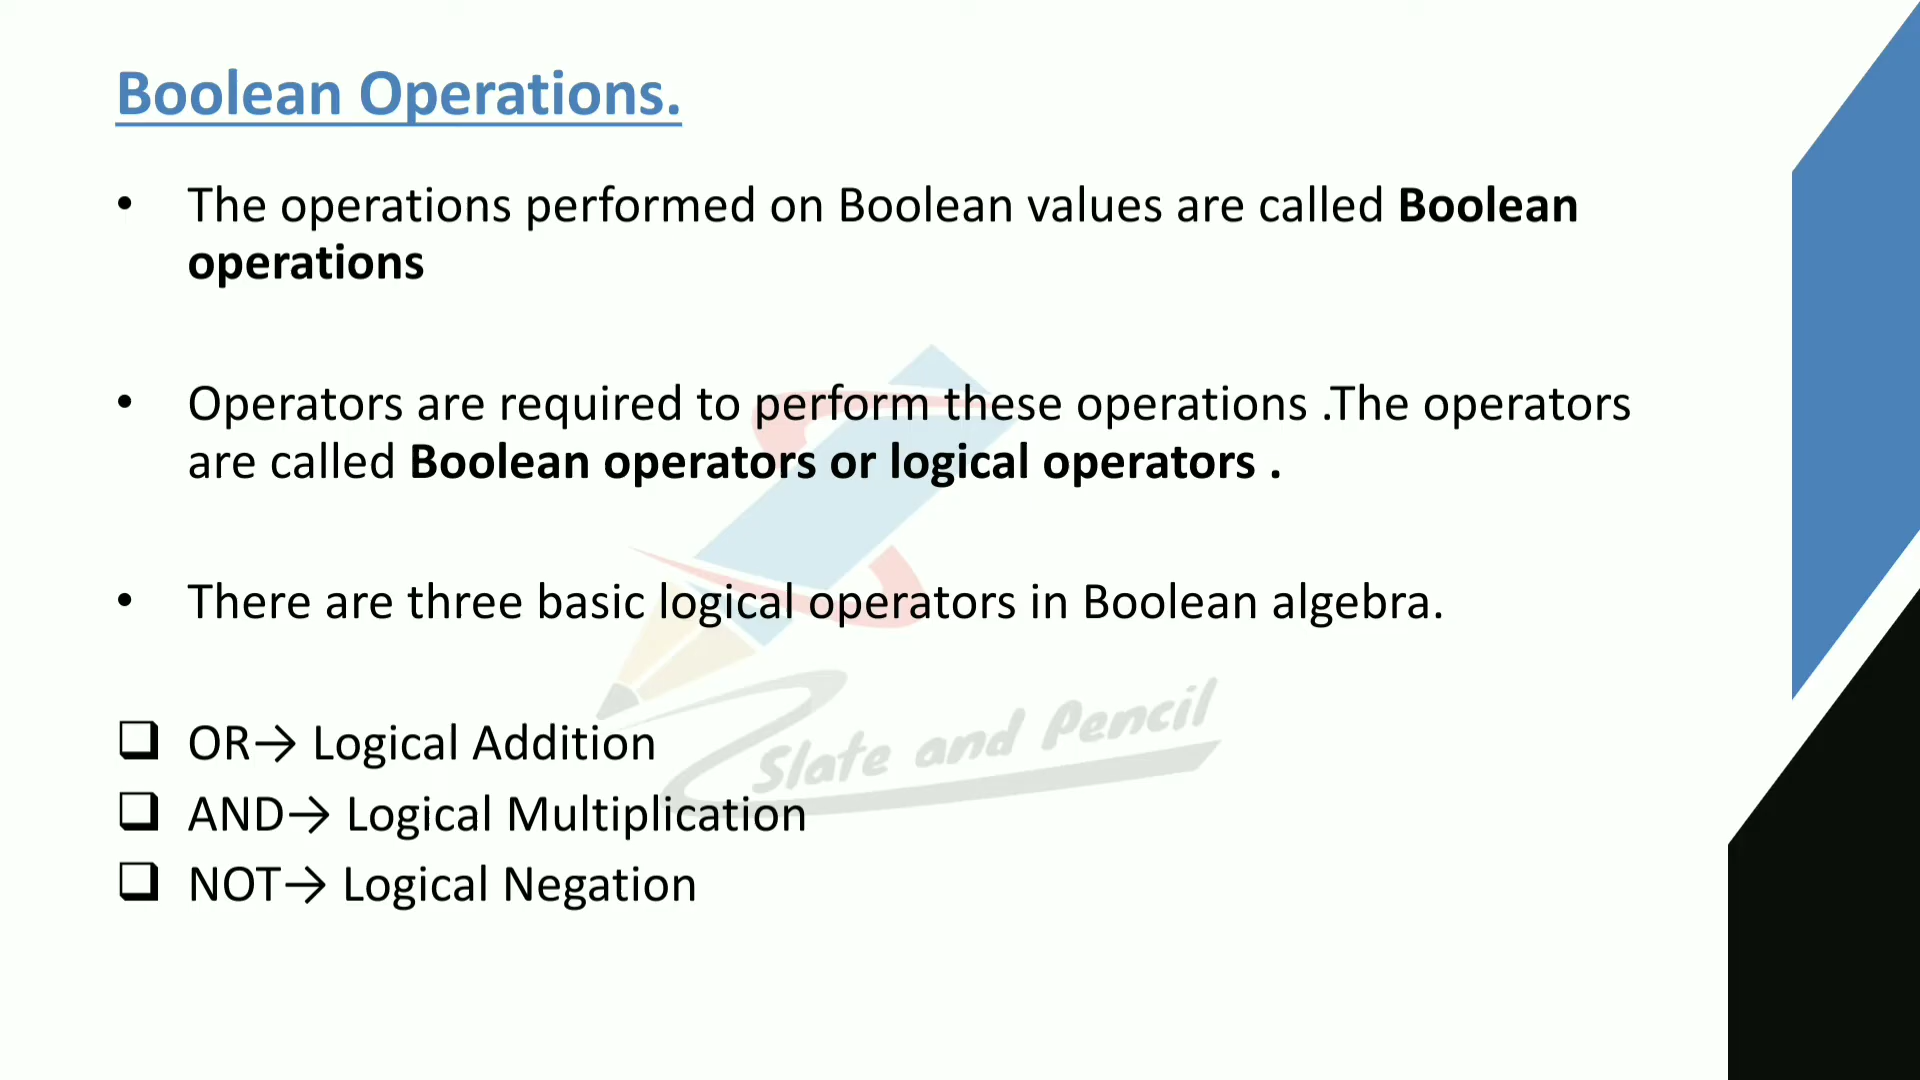 Boolean Operations.
• The operations performed on Boolean values are called Boolean
operations
• Operators are required to perform these operations .The operators
are called Boolean operators or logical operators .
• There are three basic logical operators in Boolean algebra.
❑ OR→ Logical Addition
❑ AND→ Logical Multiplication
❑ NOT→ Logical Negation
Slate and Pencil